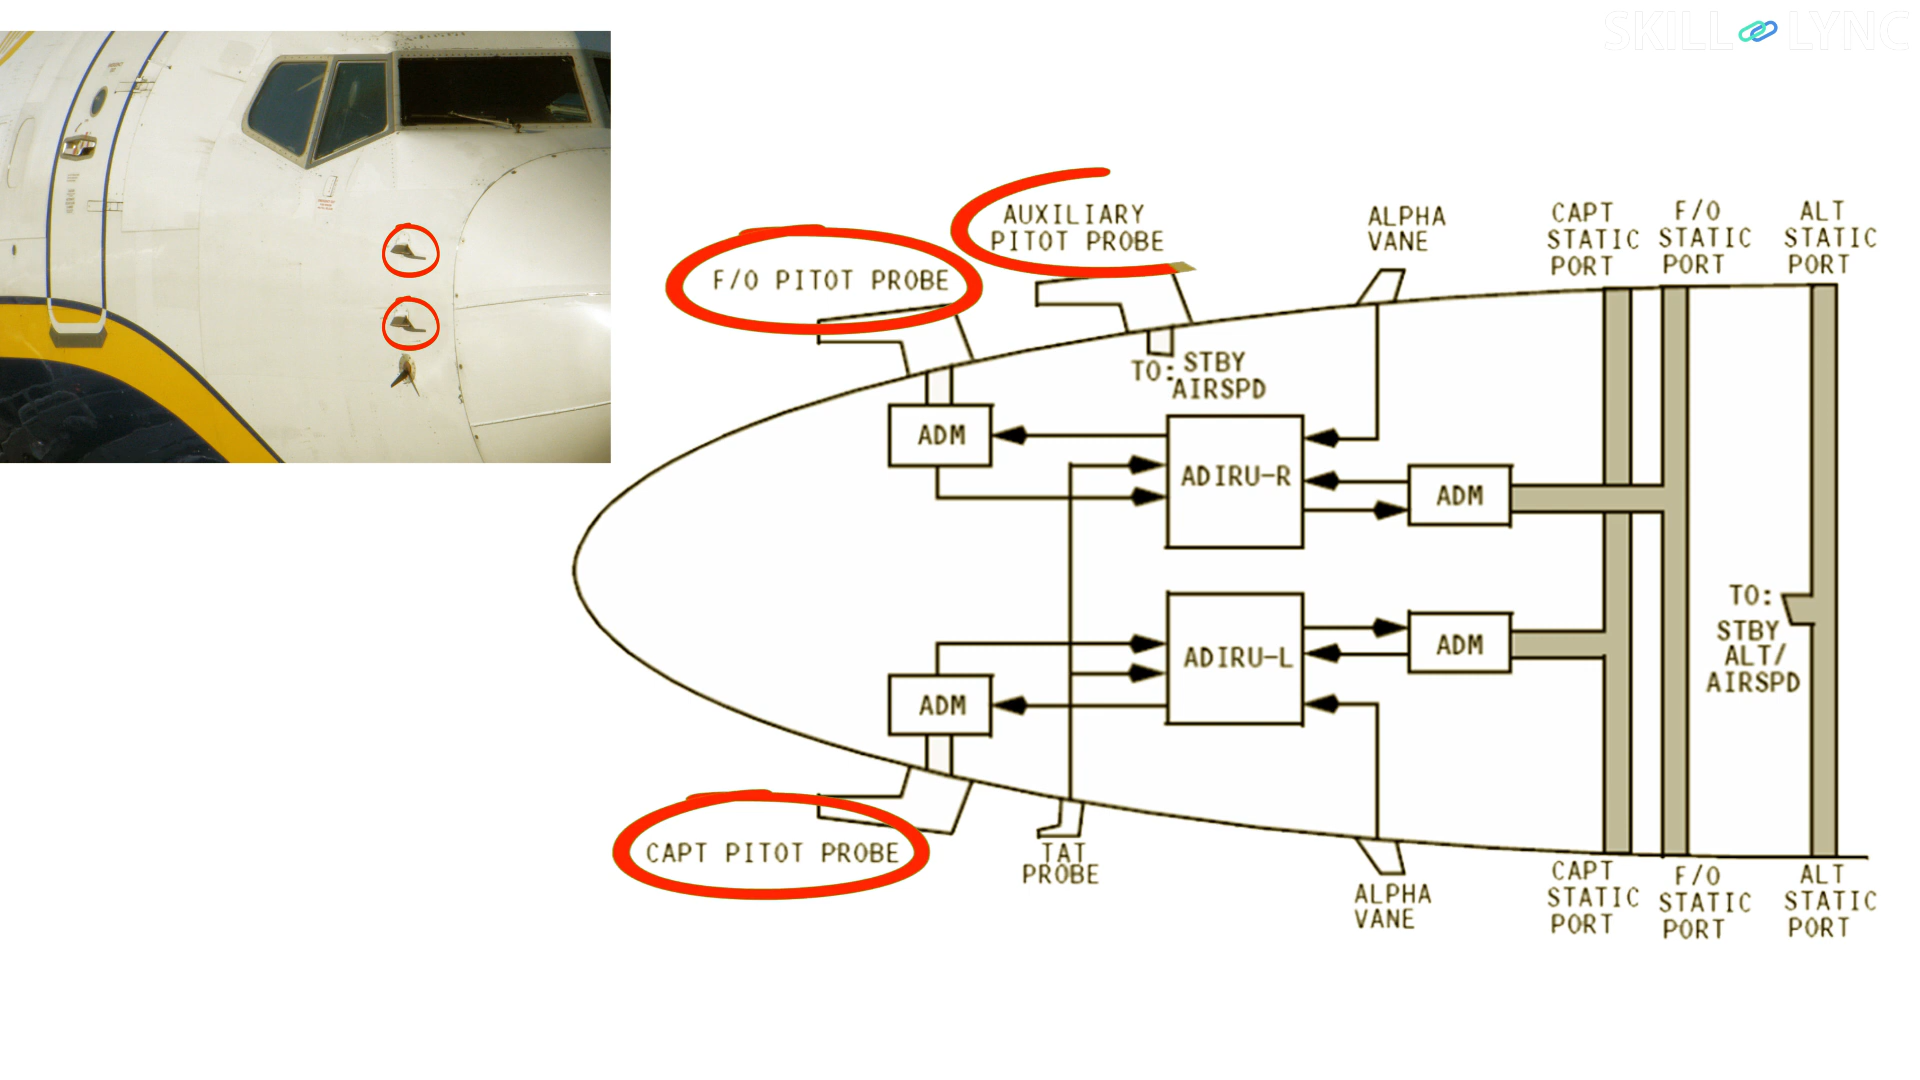 SKILL LYNC
AUXILIARY
PITOT PROBE
F/O PITOT PROBE
ALPHA
VANE
CAPT
STATIC
PORT
F/O
STATIC
PORT
ALT
STATIC
PORT
TO: STBY
AIRSPD
ADM
ADIRU-R
ADM
TO:
STBY
ALT/
AIRSPD
ADIRU-L
ADM
ADM
CAPT PITOT PROBE
TAT
PROBE
ALPHA
VANE
CAPT
STATIC
PORT
F/O
STATIC
PORT
ALT
STATIC
PORT